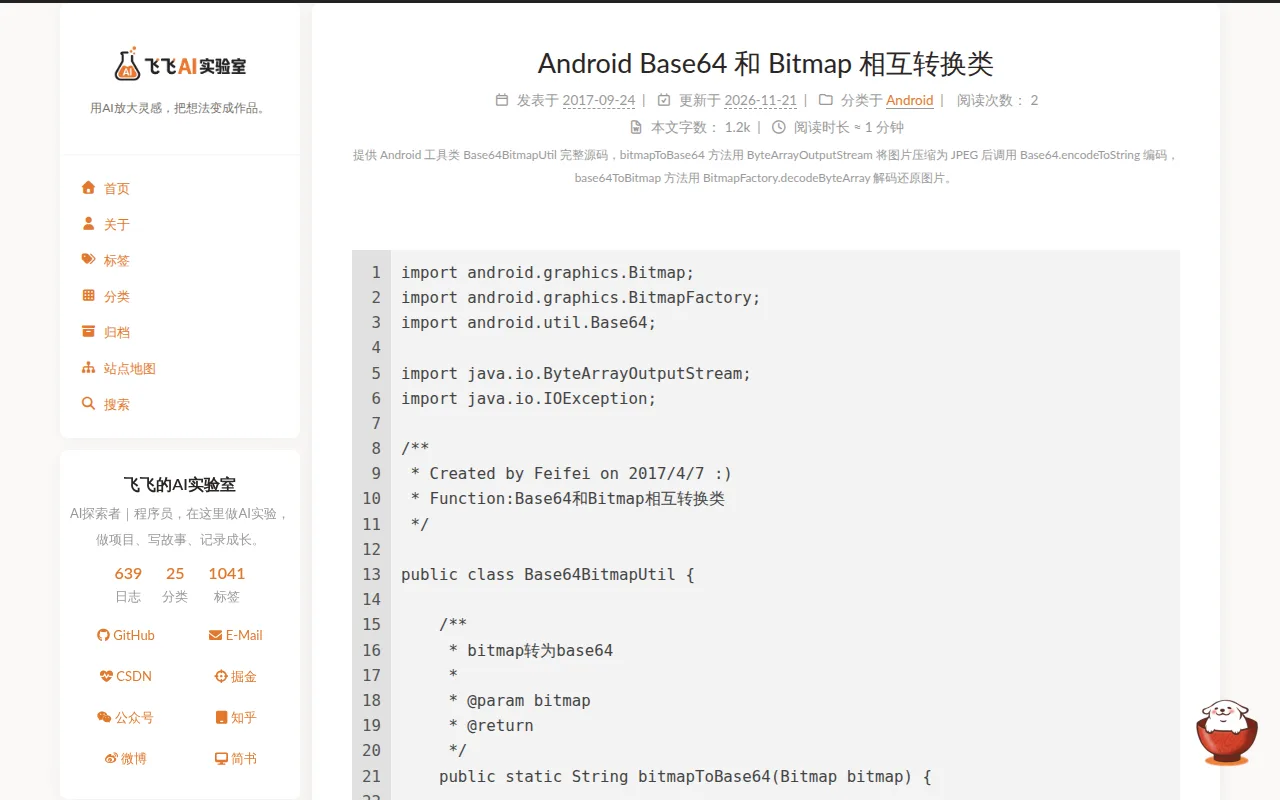 飞飞AI实验室
用AI放大灵感，把想法变成作品。
首页
关于
标签
分类
归档
站点地图
搜索
飞飞的AI实验室
AI探索者｜程序员，在这里做AI实验，
做项目、写故事、记录成长。
639 25 1041
日志 分类 标签
GitHub E-Mail
CSDN 掘金
公众号 知乎
微博 简书
Android Base64 和 Bitmap 相互转换类
发表于 2017-09-24 | 更新于 2026-11-21 | 分类于 Android | 阅读次数： 2
本文字数： 1.2k | 阅读时长 ≈ 1 分钟
提供 Android 工具类 Base64BitmapUtil 完整源码，bitmapToBase64 方法用 ByteArrayOutputStream 将图片压缩为 JPEG 后调用 Base64.encodeToString 编码，
base64ToBitmap 方法用 BitmapFactory.decodeByteArray 解码还原图片。
1 import android.graphics.Bitmap;
2 import android.graphics.BitmapFactory;
3 import android.util.Base64;
4
5 import java.io.ByteArrayOutputStream;
6 import java.io.IOException;
7
8 /**
9  * Created by Feifei on 2017/4/7 :)
10  * Function:Base64和Bitmap相互转换类
11  */
12
13 public class Base64BitmapUtil {
14
15     /**
16      * bitmap转为base64
17      *
18      * @param bitmap
19      * @return
20      */
21     public static String bitmapToBase64(Bitmap bitmap) {